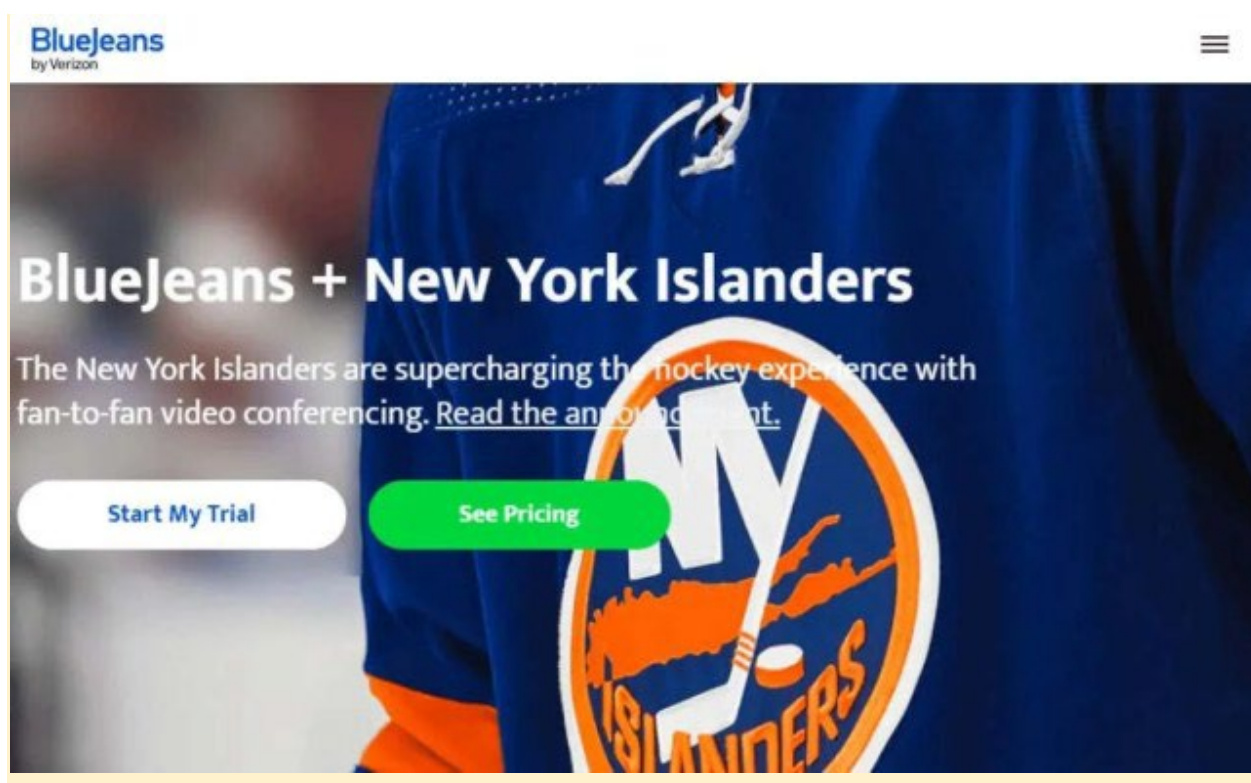 BlueJeans
by Verizon
BlueJeans + New York Islanders
The New York Islanders are supercharging the hockey experience with
fan-to-fan video conferencing. Read the announcement.
Start My Trial
See Pricing
NY
ISLANDERS